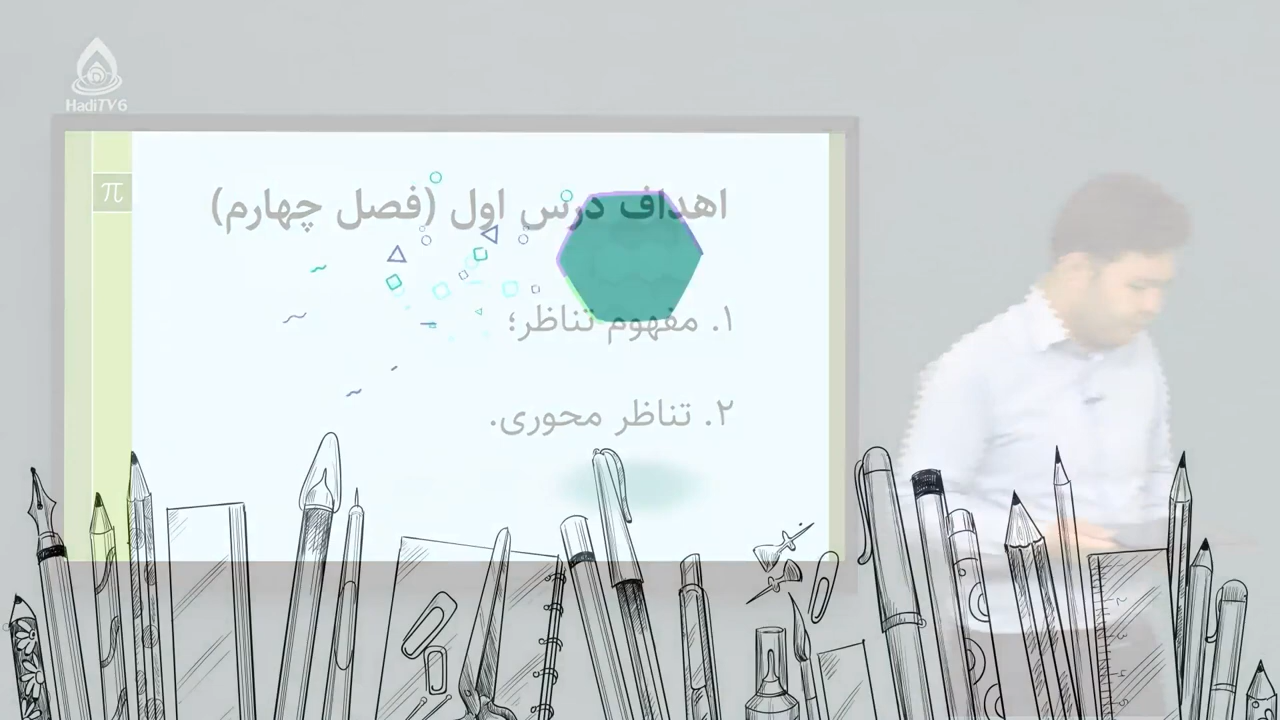 HadiTV6
π
اهداف درس اول (فصل چهارم)
۱. مفهوم تناظر؛
۲. تناظر محوری.